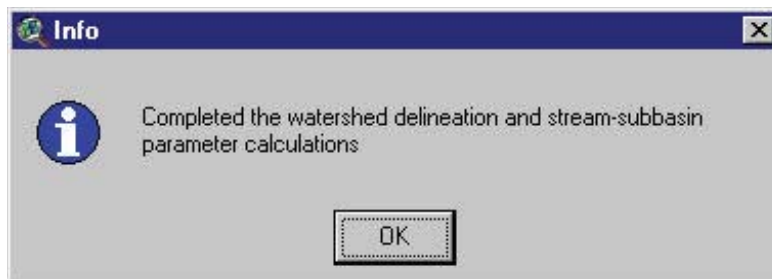 Info
Completed the watershed delineation and stream-subbasin
parameter calculations
OK